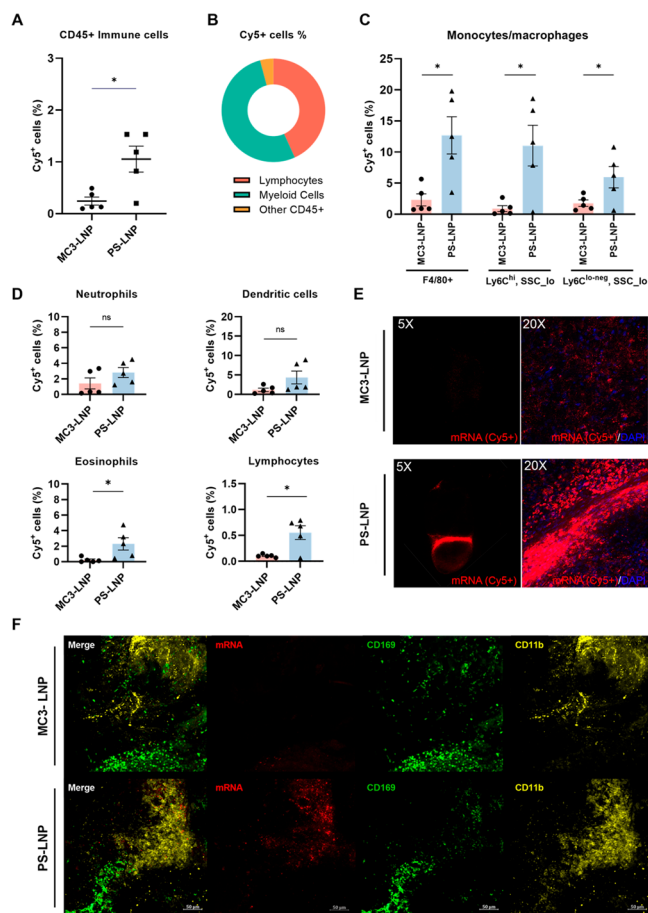 A
CD45+ Immune cells
Cy5+ cells (%)
3
2
1
0
*
MC3-LNP
PS-LNP
B
Cy5+ cells %
Lymphocytes
Myeloid Cells
Other CD45+
C
Monocytes/macrophages
Cy5+ cells (%)
25
20
15
10
5
0
*
*
*
MC3-LNP
PS-LNP
MC3-LNP
PS-LNP
MC3-LNP
PS-LNP
F4/80+
Ly6Chi, SSC_lo
Ly6Clo-neg, SSC_lo
D
Neutrophils
Cy5+ cells (%)
10
8
6
4
2
0
ns
MC3-LNP
PS-LNP
Dendritic cells
Cy5+ cells (%)
20
15
10
5
0
ns
MC3-LNP
PS-LNP
Eosinophils
Cy5+ cells (%)
10
8
6
4
2
0
*
MC3-LNP
PS-LNP
Lymphocytes
Cy5+ cells (%)
1.5
1.0
0.5
0.0
*
MC3-LNP
PS-LNP
E
MC3-LNP
5X
mRNA (Cy5+)
20X
mRNA (Cy5+)/DAPI
PS-LNP
5X
mRNA (Cy5+)
20X
mRNA (Cy5+)/DAPI
F
MC3- LNP
Merge
mRNA
CD169
CD11b
PS-LNP
Merge
mRNA
CD169
CD11b
50 µm
50 µm
50 µm
50 µm